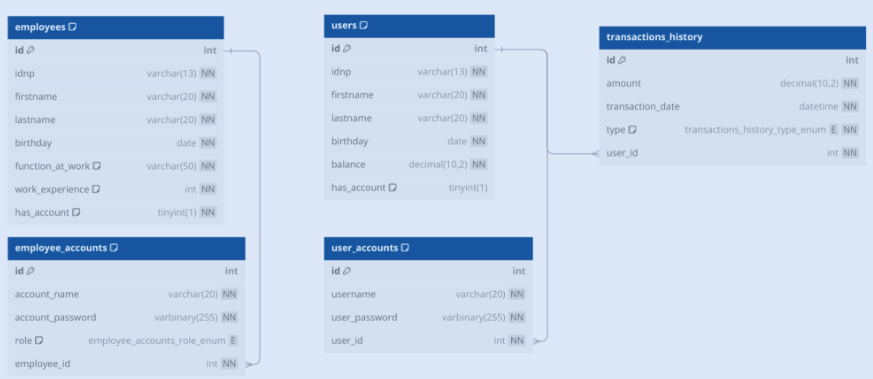 employees
id int
idnp varchar(13) NN
firstname varchar(20) NN
lastname varchar(20) NN
birthday date NN
function_at_work varchar(50) NN
work_experience int NN
has_account tinyint(1) NN
employee_accounts
id int
account_name varchar(20) NN
account_password varbinary(255) NN
role employee_accounts_role_enum E
employee_id int NN
users
id int
idnp varchar(13) NN
firstname varchar(20) NN
lastname varchar(20) NN
birthday date NN
balance decimal(10,2) NN
has_account tinyint(1)
user_accounts
id int
username varchar(20) NN
user_password varbinary(255) NN
user_id int NN
transactions_history
id int
amount decimal(10,2) NN
transaction_date datetime NN
type transactions_history_type_enum E NN
user_id int NN